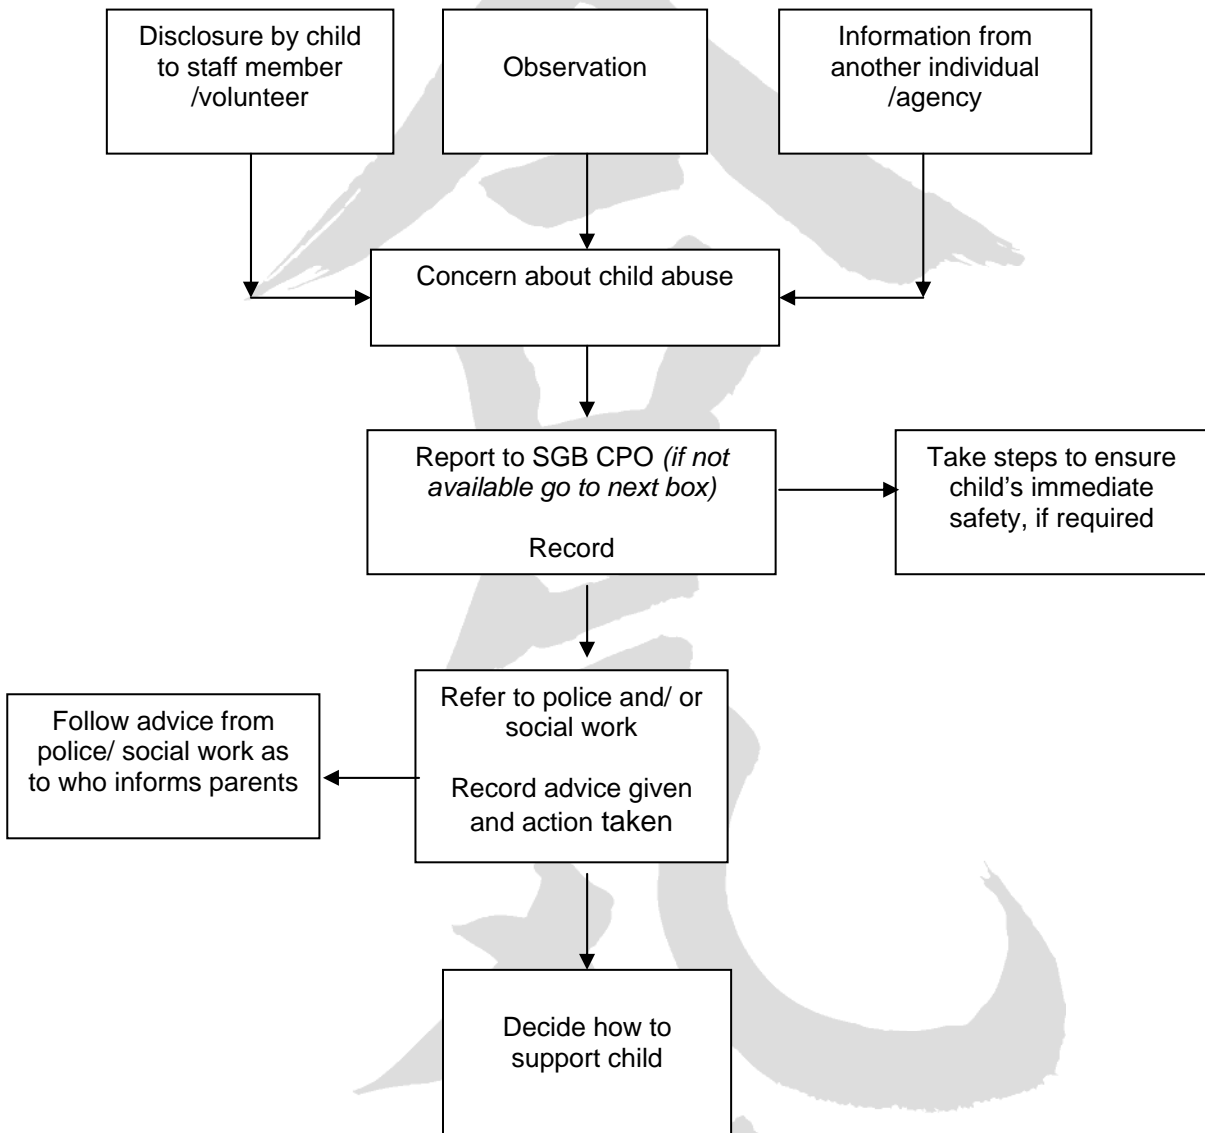 Disclosure by child
to staff member
/volunteer
Observation
Information from
another individual
/agency
Concern about child abuse
Report to SGB CPO (if not
available go to next box)
Record
Take steps to ensure
child’s immediate
safety, if required
Refer to police and/ or
social work
Record advice given
and action taken
Follow advice from
police/ social work as
to who informs parents
Decide how to
support child